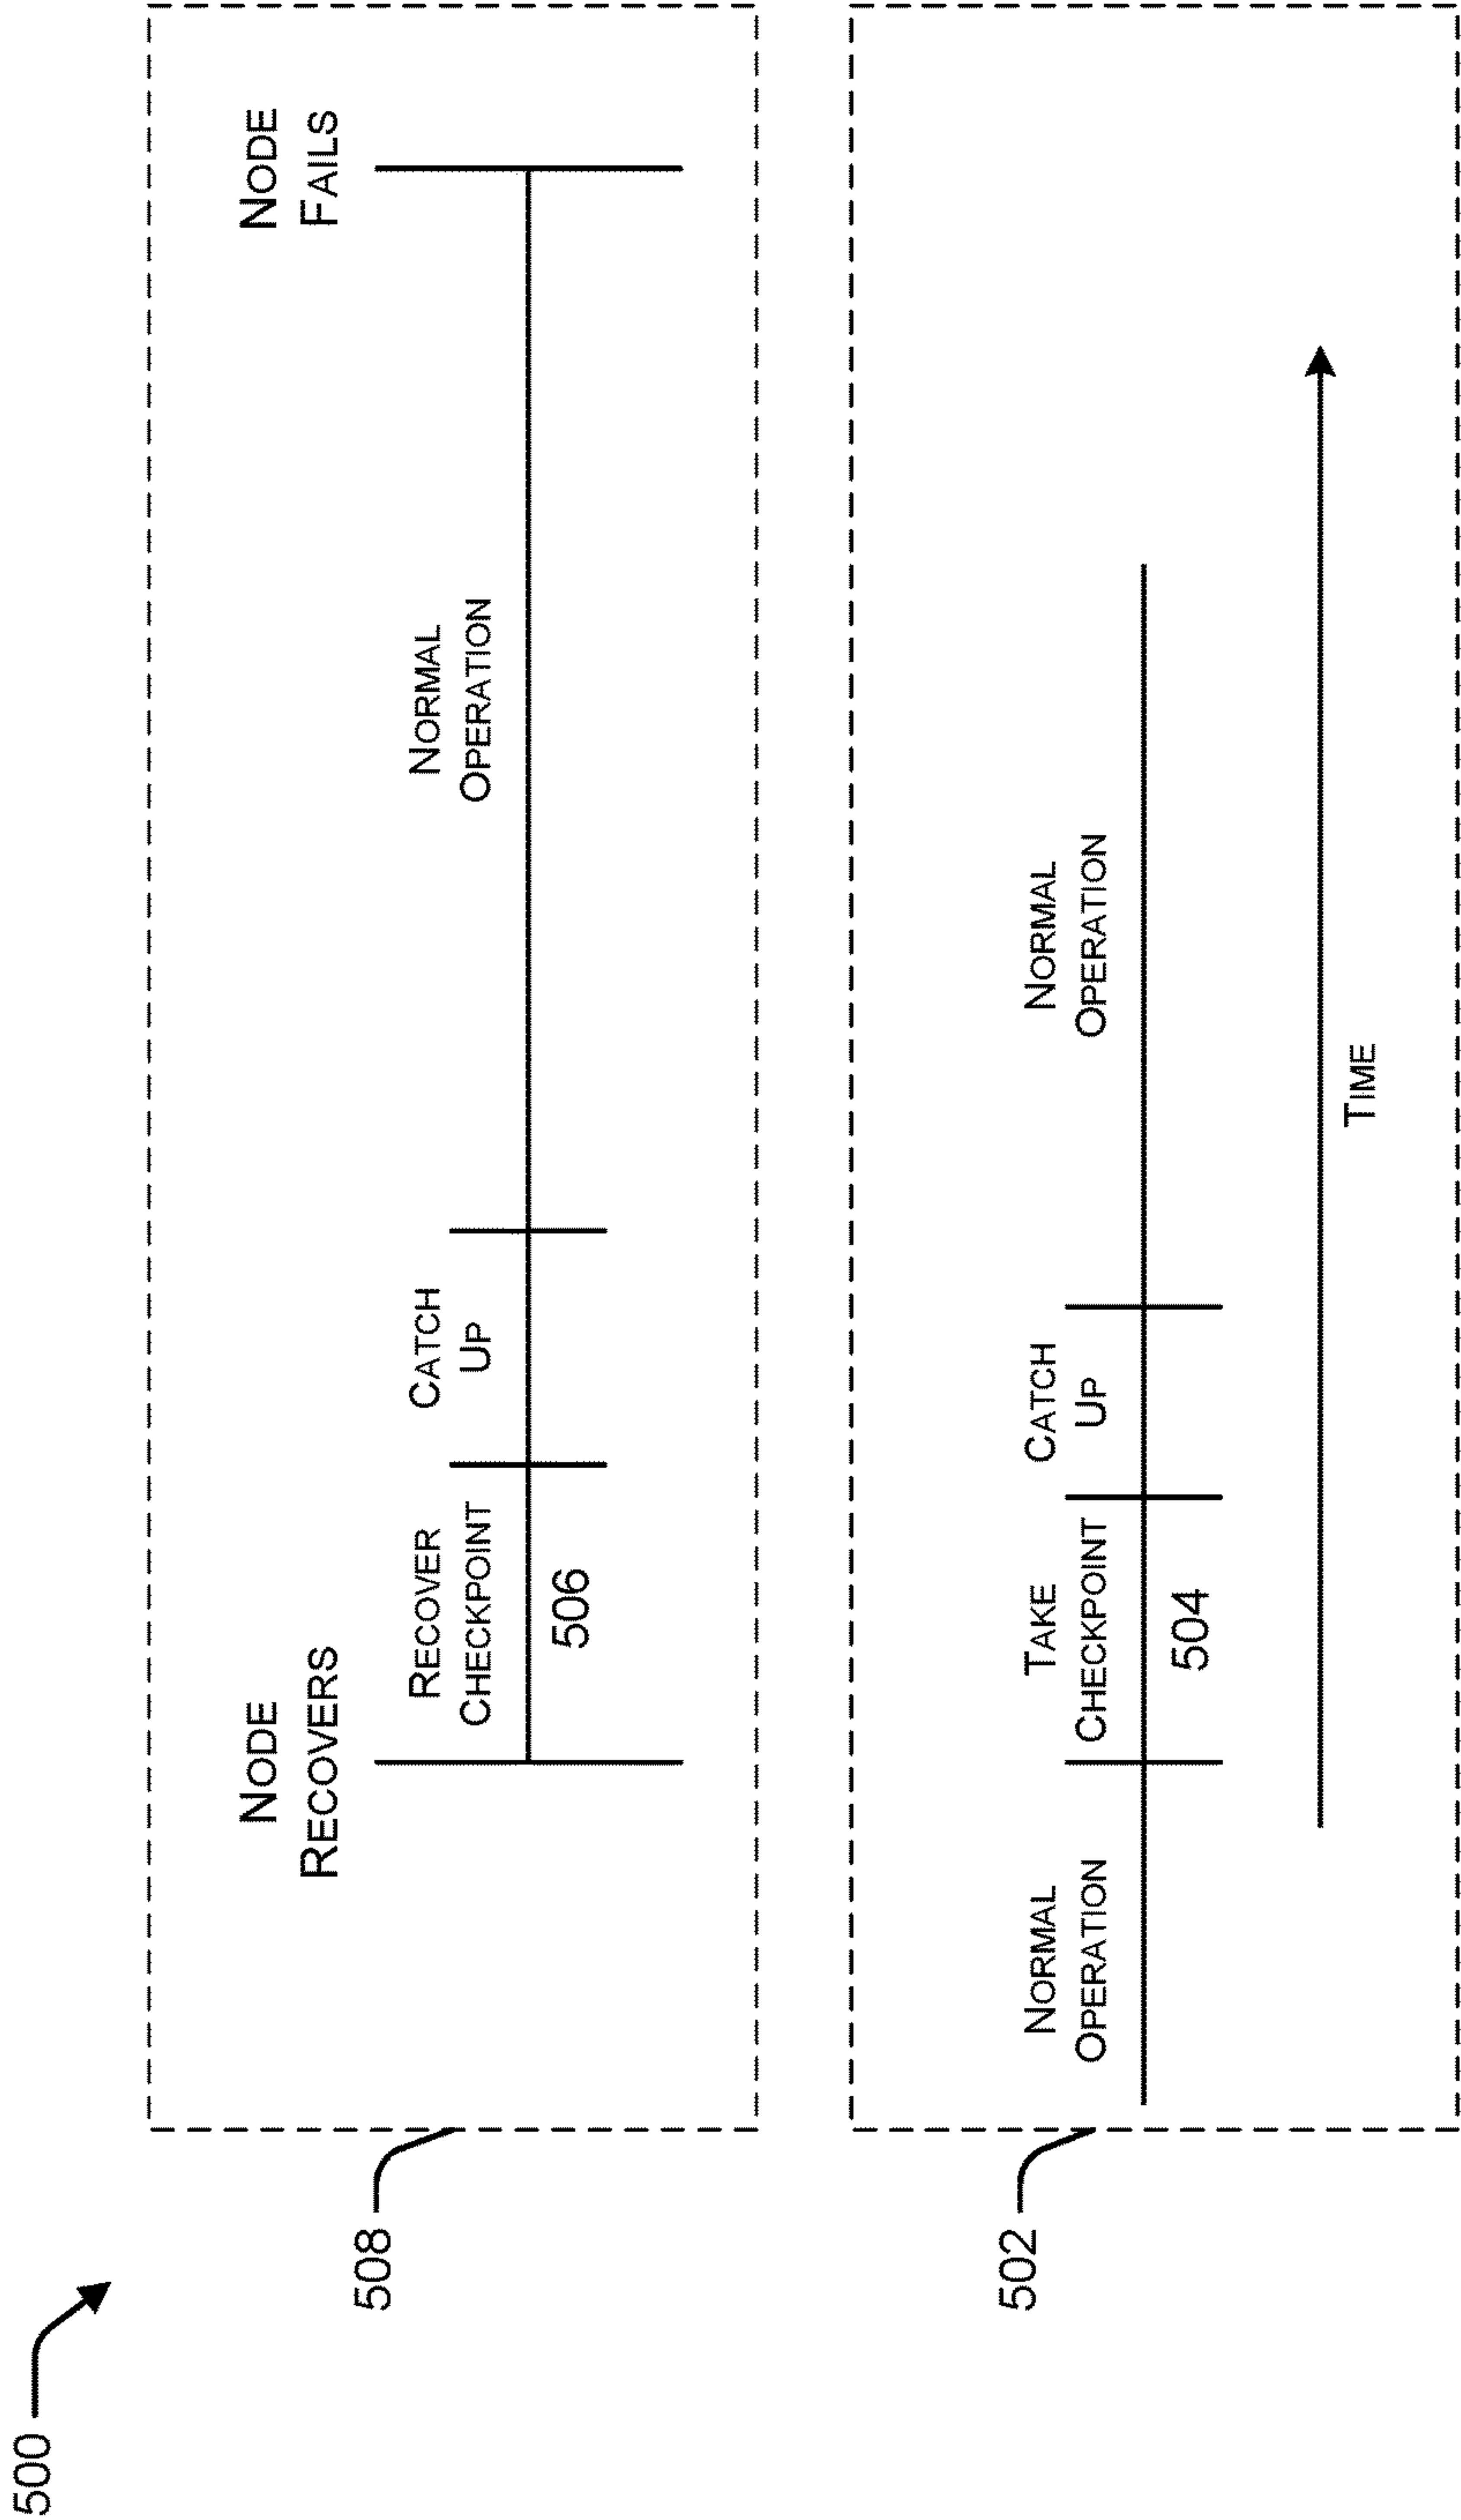 500
508
NODE
RECOVERS
NODE
FAILS
RECOVER
CHECKPOINT
CATCH
UP
NORMAL
OPERATION
506
502
NORMAL
OPERATION
TAKE
CHECKPOINT
CATCH
UP
NORMAL
OPERATION
504
TIME